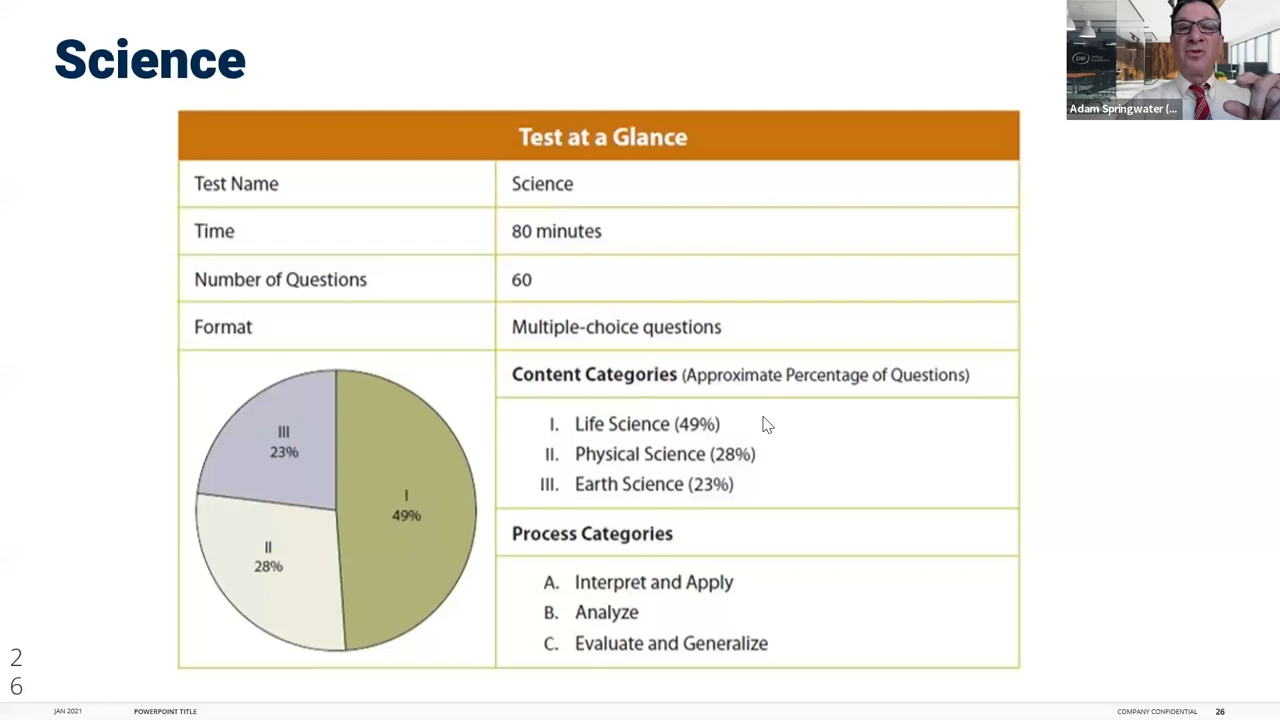 Science
Adam Springwater (...
psi
Test at a Glance
Test Name
Science
Time
80 minutes
Number of Questions
60
Format
Multiple-choice questions
Content Categories (Approximate Percentage of Questions)
I. Life Science (49%)
II. Physical Science (28%)
III. Earth Science (23%)
Process Categories
A. Interpret and Apply
B. Analyze
C. Evaluate and Generalize
III
23%
I
49%
II
28%
2
6
JAN 2021
POWERPOINT TITLE
COMPANY CONFIDENTIAL
26